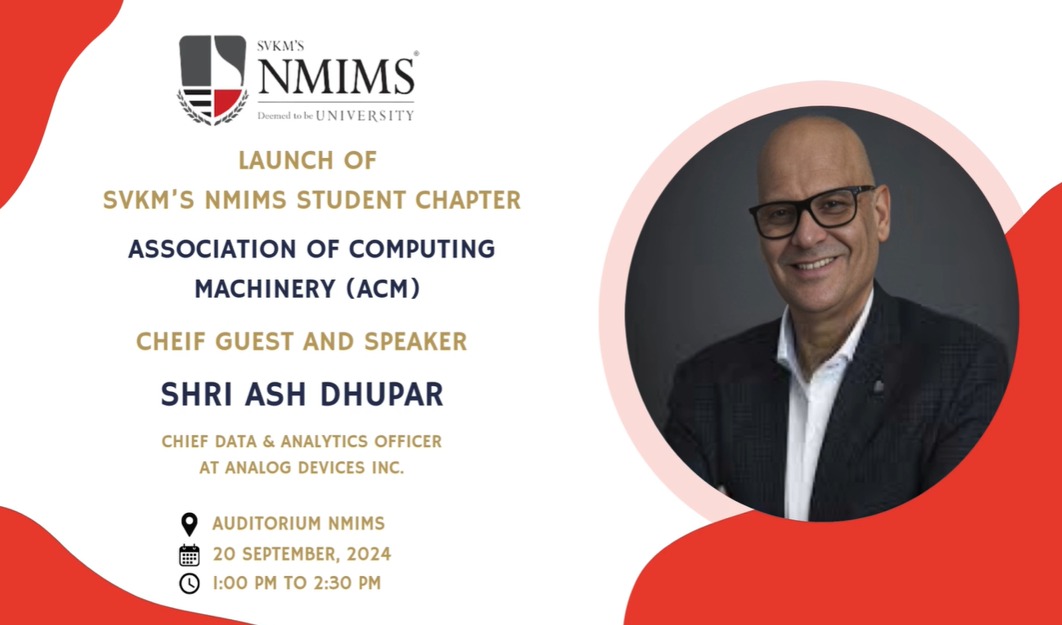 SVKM'S
NMIMS®
Deemed to be UNIVERSITY
LAUNCH OF
SVKM'S NMIMS STUDENT CHAPTER
ASSOCIATION OF COMPUTING
MACHINERY (ACM)
CHEIF GUEST AND SPEAKER
SHRI ASH DHUPAR
CHIEF DATA & ANALYTICS OFFICER
AT ANALOG DEVICES INC.
AUDITORIUM NMIMS
20 SEPTEMBER, 2024
1:00 PM TO 2:30 PM